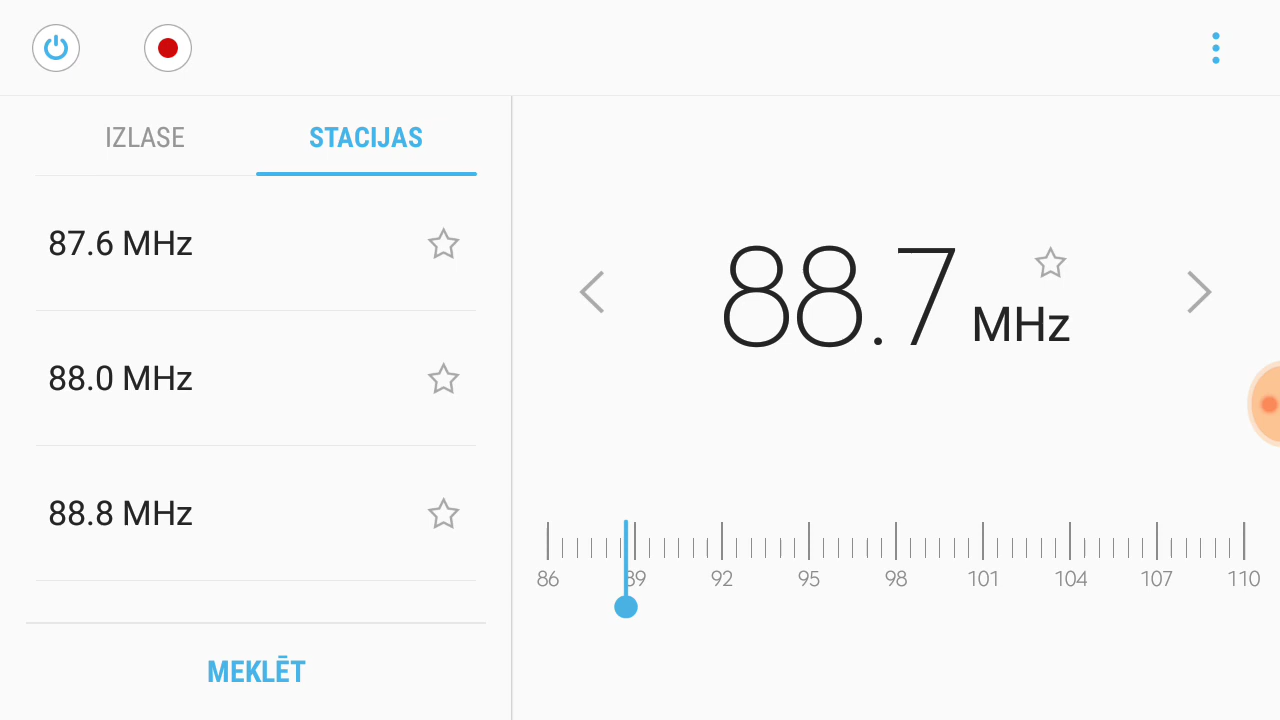 IZLASE
STACIJAS
87.6 MHz
88.0 MHz
88.8 MHz
MEKLĒT
88.7 MHz
86 89 92 95 98 101 104 107 110